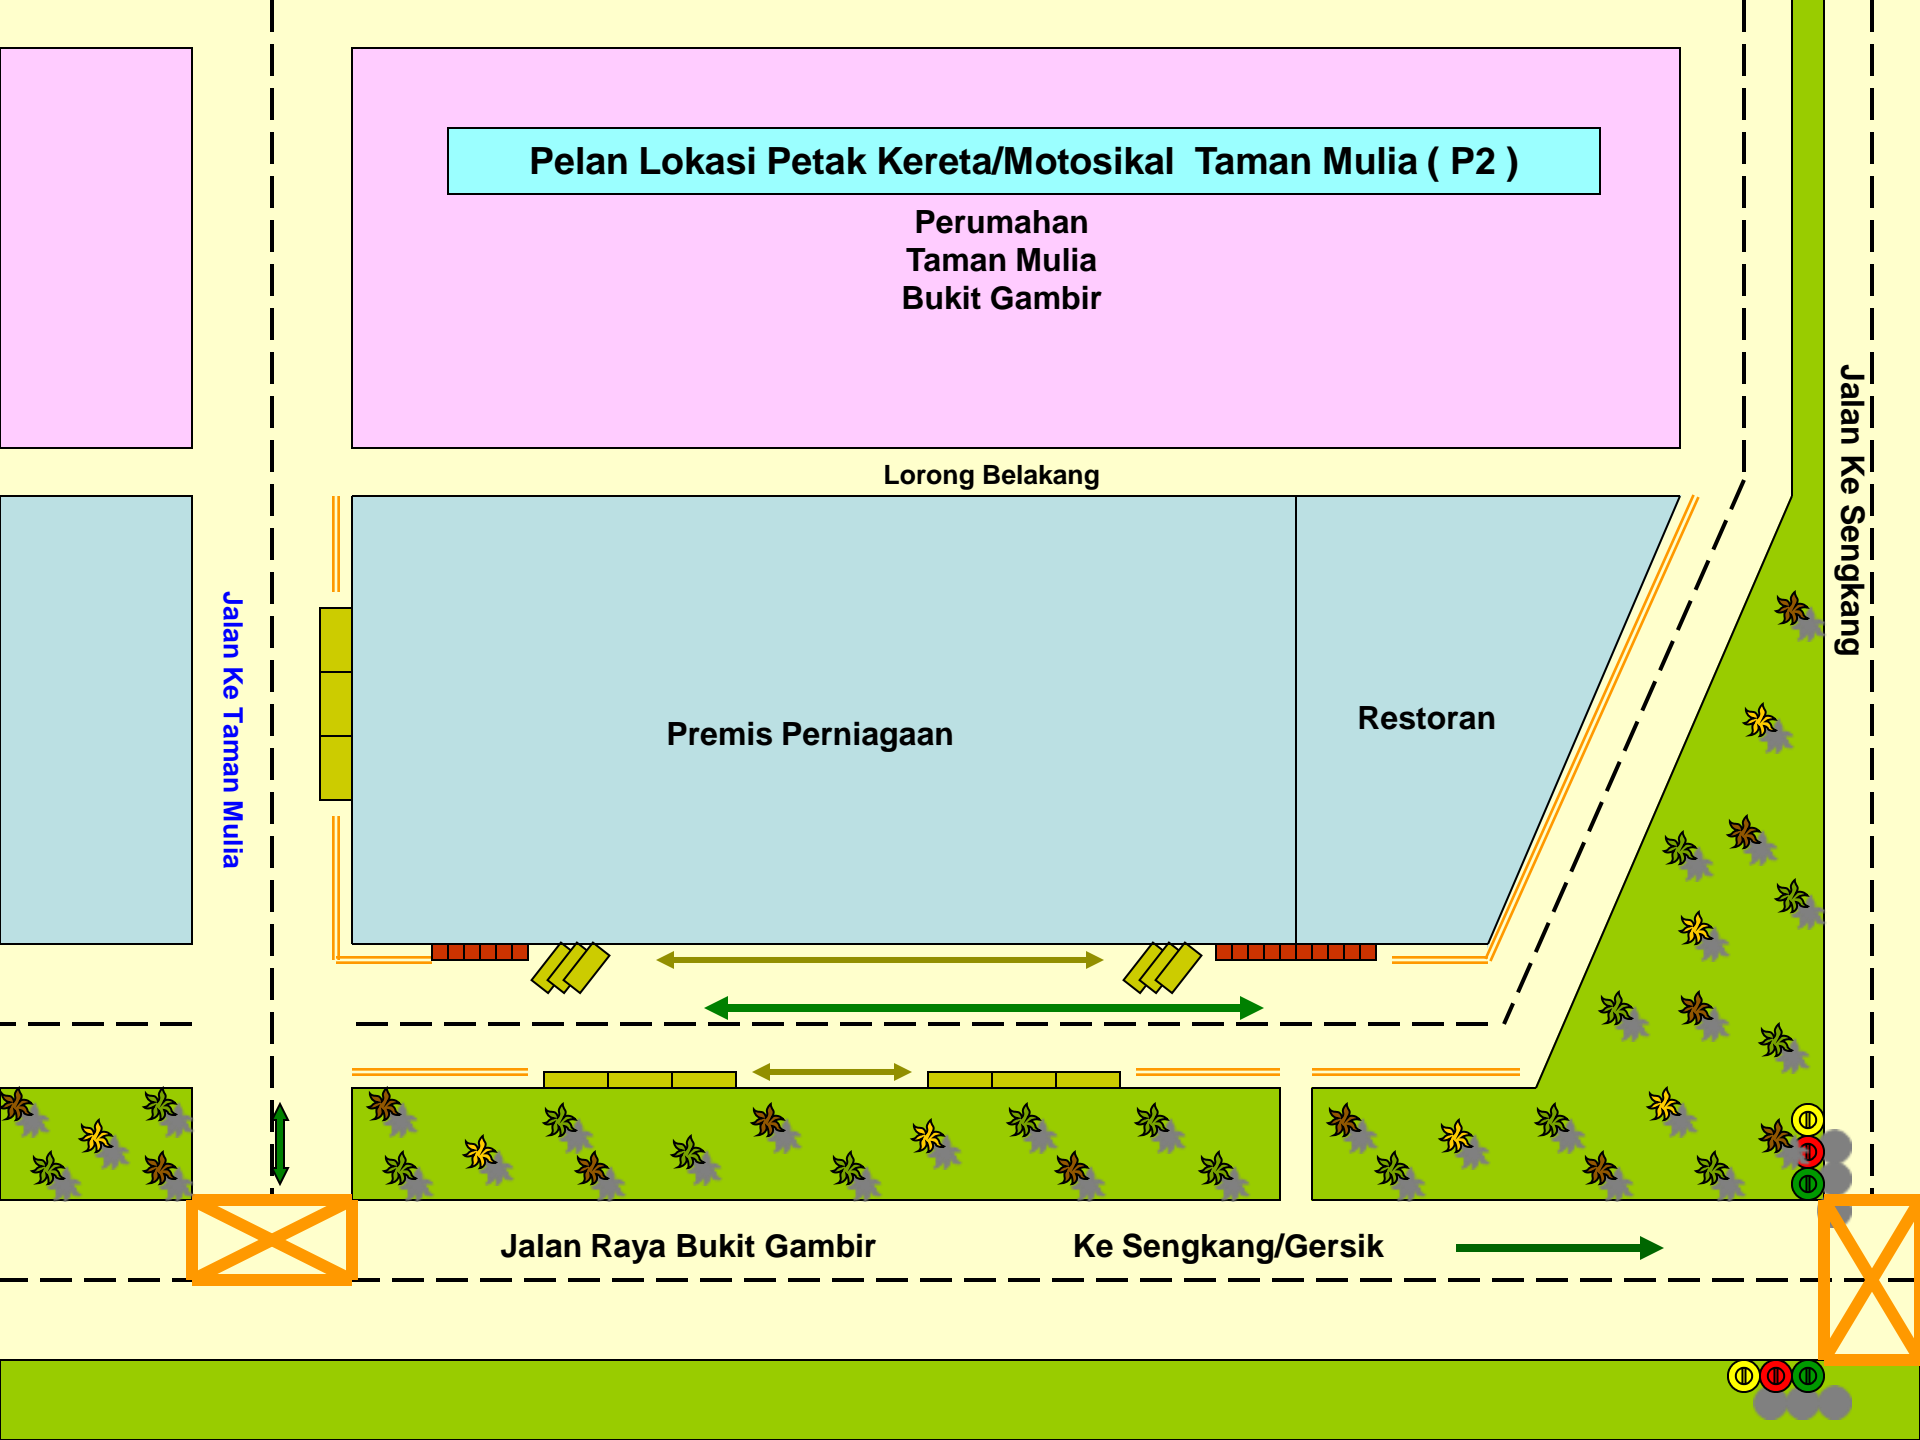 Pelan Lokasi Petak Kereta/Motosikal  Taman Mulia ( P2 )
Perumahan
Taman Mulia
Bukit Gambir
Lorong Belakang
Jalan Ke Sengkang
Jalan Ke Taman Mulia
Premis Perniagaan
Restoran
Jalan Raya Bukit Gambir
Ke Sengkang/Gersik